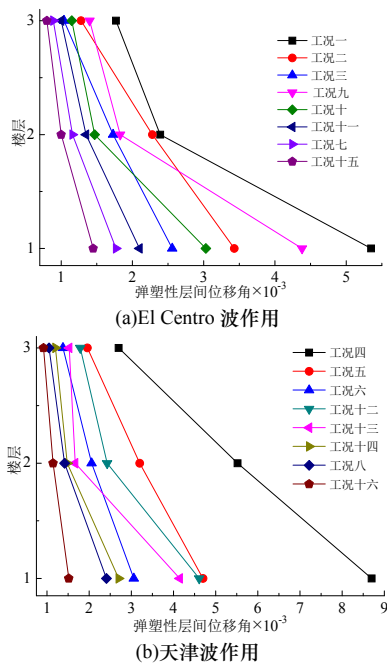 3
2
1
楼层
工况一
工况二
工况三
工况九
工况十
工况十一
工况七
工况十五
1 2 3 4 5
弹塑性层间位移角×10⁻³
(a)El Centro 波作用
3
2
1
楼层
工况四
工况五
工况六
工况十二
工况十三
工况十四
工况八
工况十六
1 2 3 4 5 6 7 8 9
弹塑性层间位移角×10⁻³
(b)天津波作用